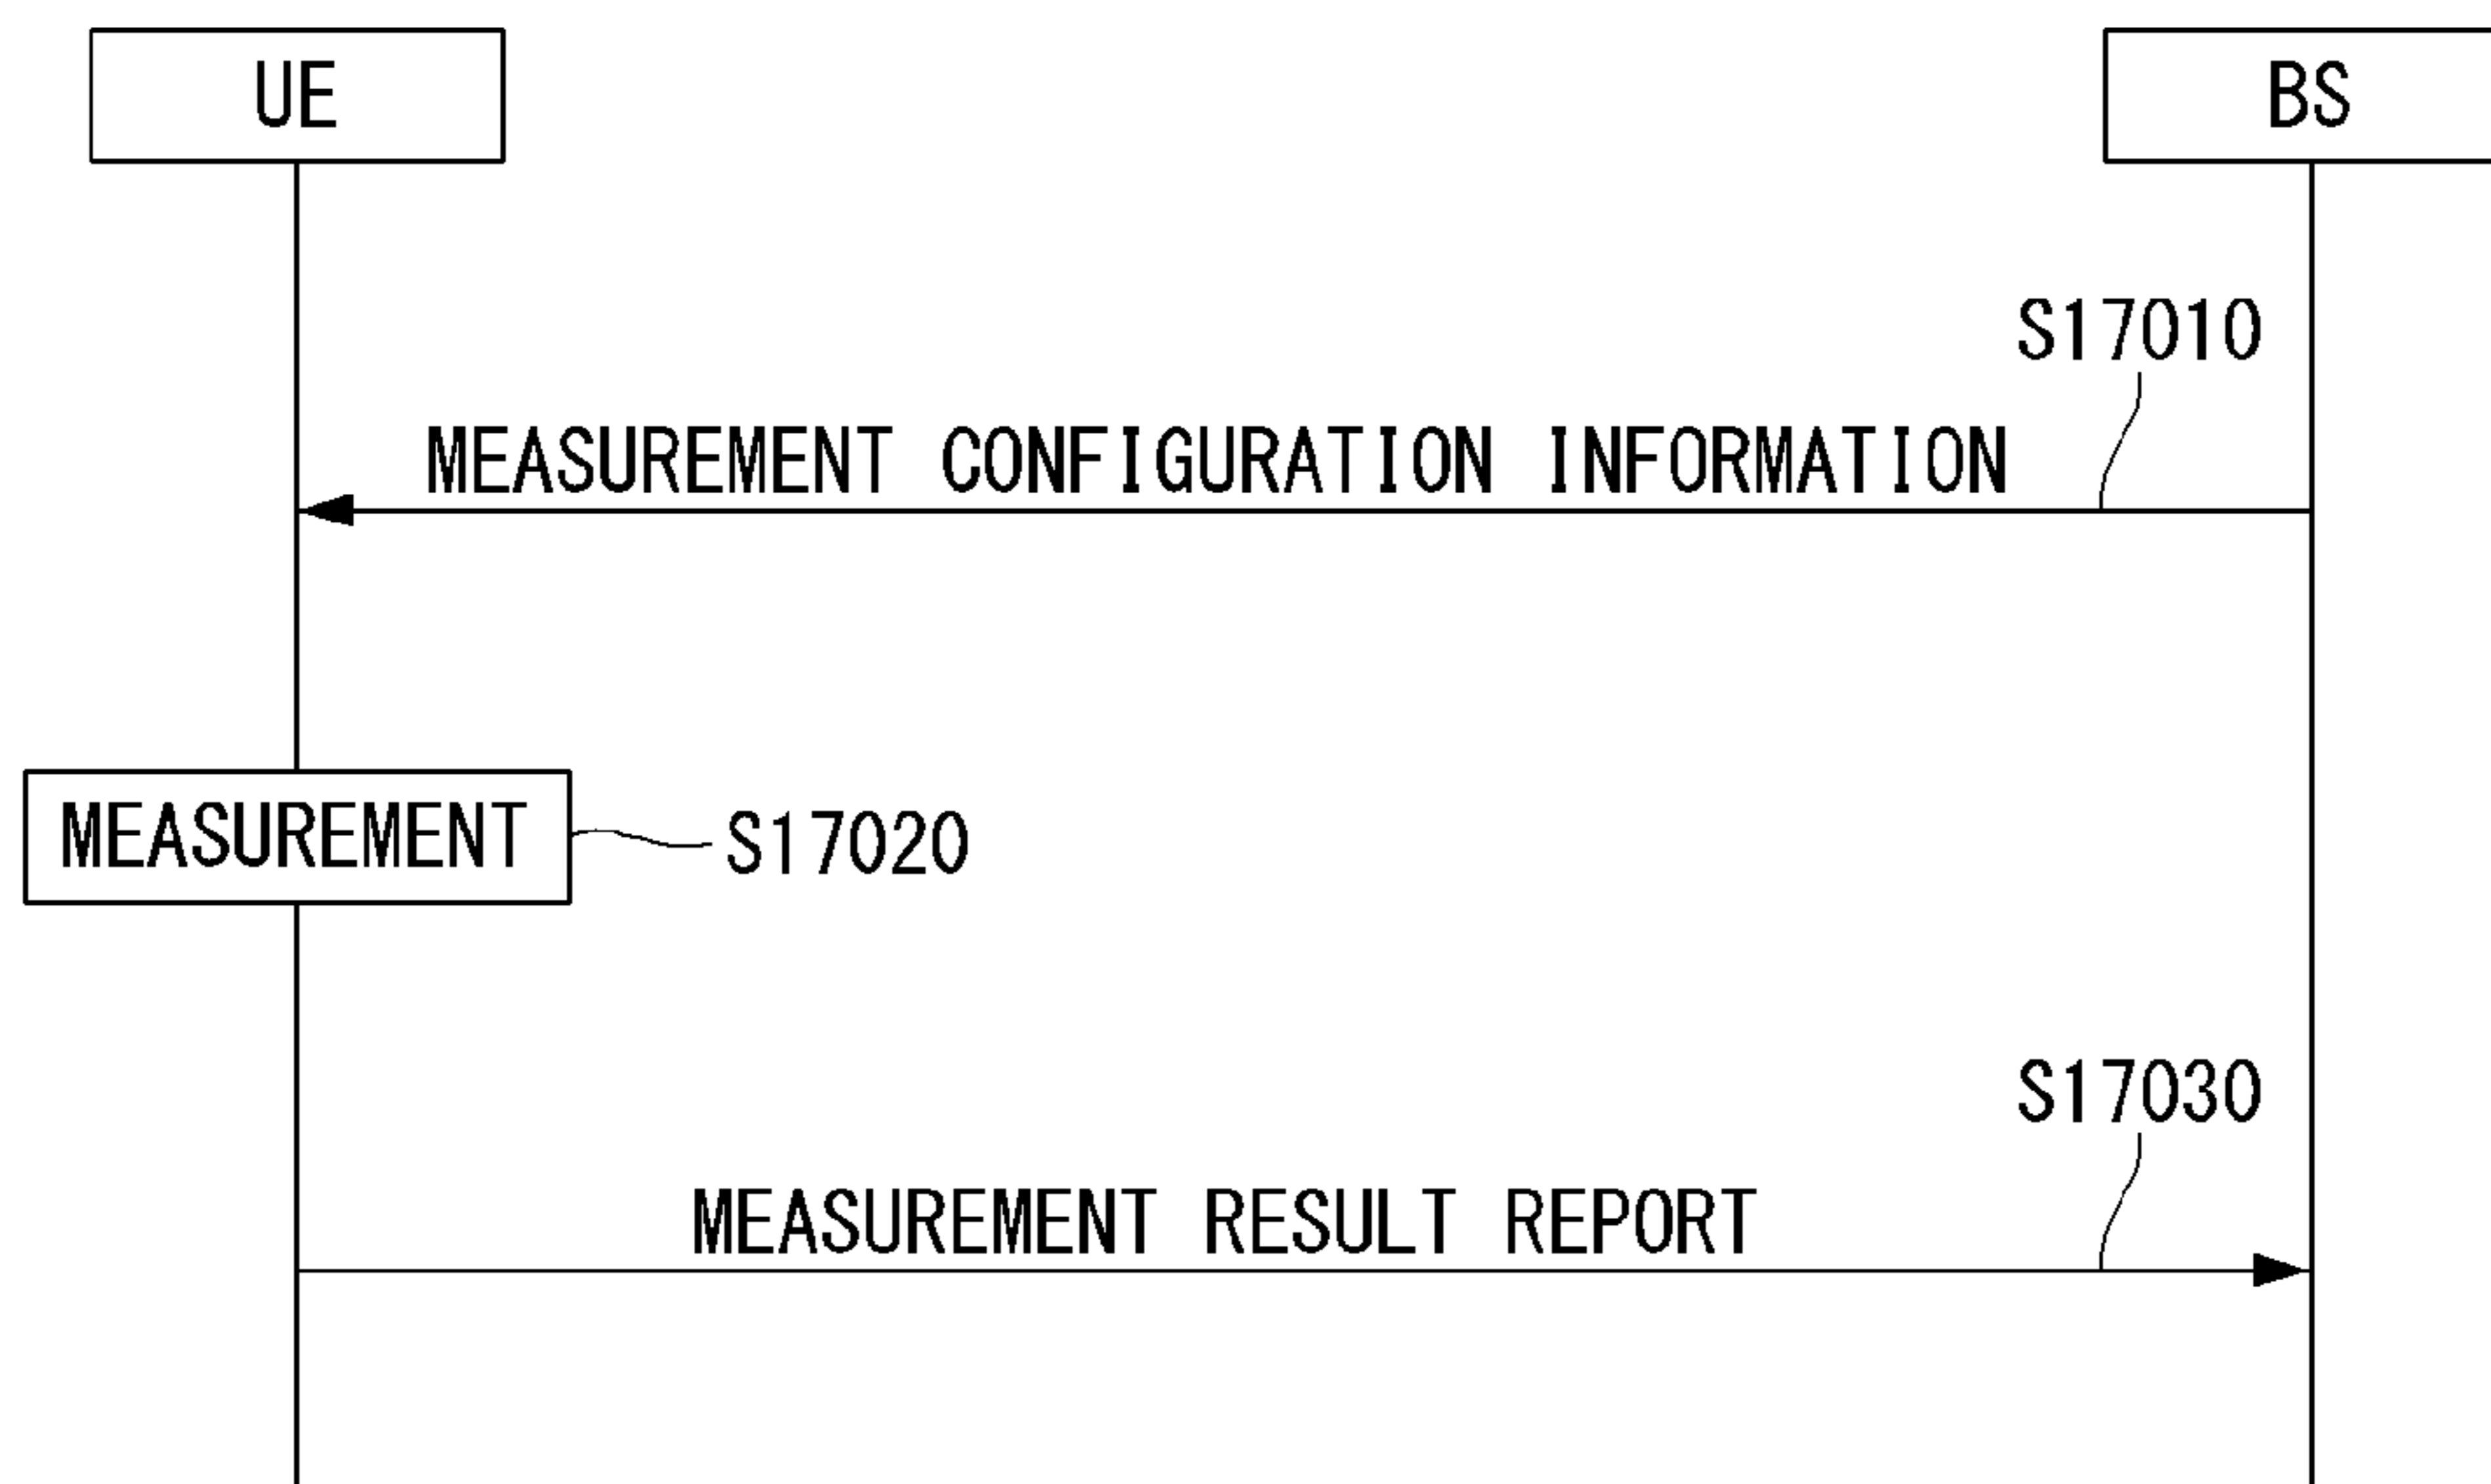 UE
BS
S17010
MEASUREMENT CONFIGURATION INFORMATION
MEASUREMENT
S17020
S17030
MEASUREMENT RESULT REPORT